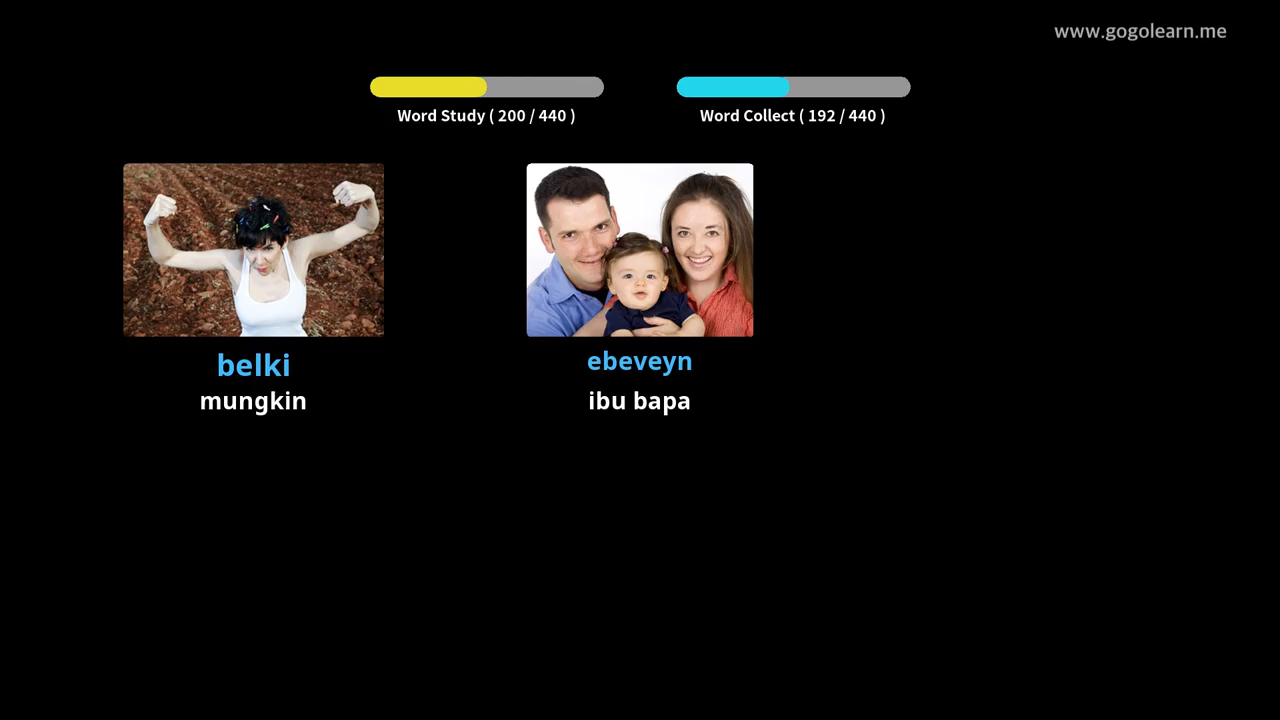 www.gogolearn.me
Word Study ( 200 / 440 )
Word Collect ( 192 / 440 )
belki
mungkin
ebeveyn
ibu bapa